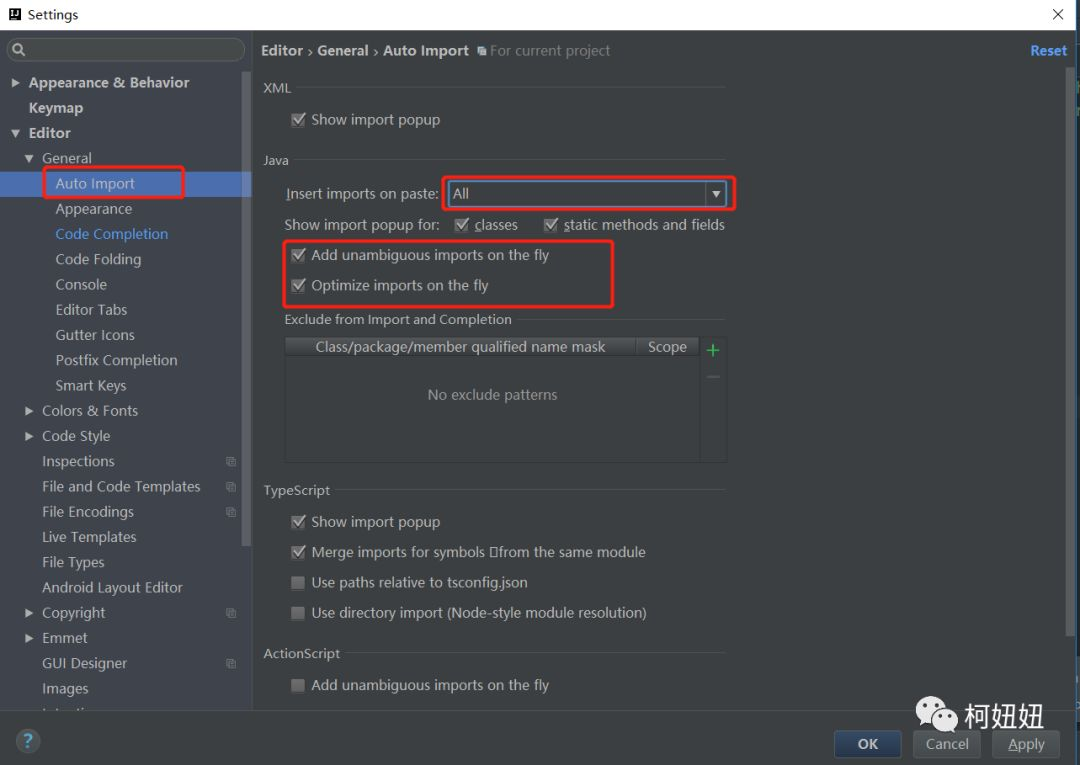 Settings
Editor › General › Auto Import For current project Reset
Appearance & Behavior
Keymap
Editor
General
Auto Import
Appearance
Code Completion
Code Folding
Console
Editor Tabs
Gutter Icons
Postfix Completion
Smart Keys
Colors & Fonts
Code Style
Inspections
File and Code Templates
File Encodings
Live Templates
File Types
Android Layout Editor
Copyright
Emmet
GUI Designer
Images
XML
Show import popup
Java
Insert imports on paste: All
Show import popup for: classes static methods and fields
Add unambiguous imports on the fly
Optimize imports on the fly
Exclude from Import and Completion
Class/package/member qualified name mask Scope
No exclude patterns
TypeScript
Show import popup
Merge imports for symbols from the same module
Use paths relative to tsconfig.json
Use directory import (Node-style module resolution)
ActionScript
Add unambiguous imports on the fly
柯妞妞
? OK Cancel Apply